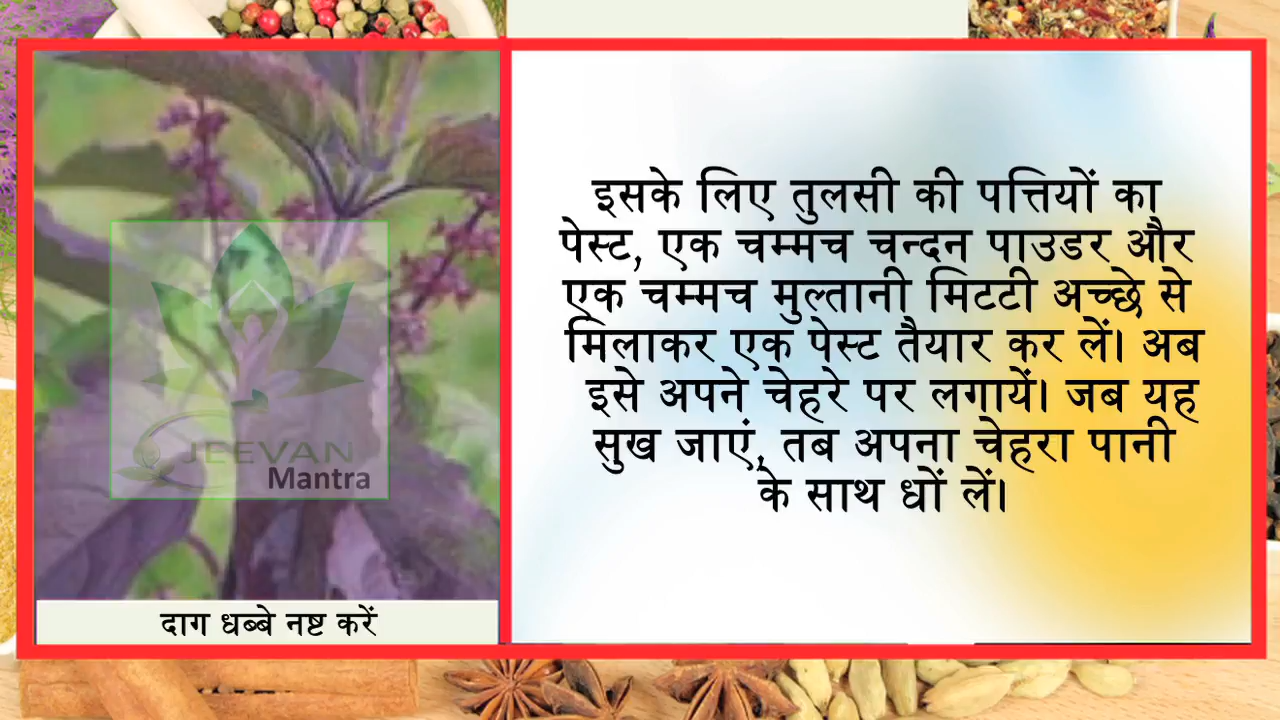 इसके लिए तुलसी की पत्तियों का
पेस्ट, एक चम्मच चन्दन पाउडर और
एक चम्मच मुल्तानी मिटटी अच्छे से
मिलाकर एक पेस्ट तैयार कर लें। अब
इसे अपने चेहरे पर लगायें। जब यह
सुख जाएं, तब अपना चेहरा पानी
के साथ धों लें।
JEEVAN
Mantra
दाग धब्बे नष्ट करें